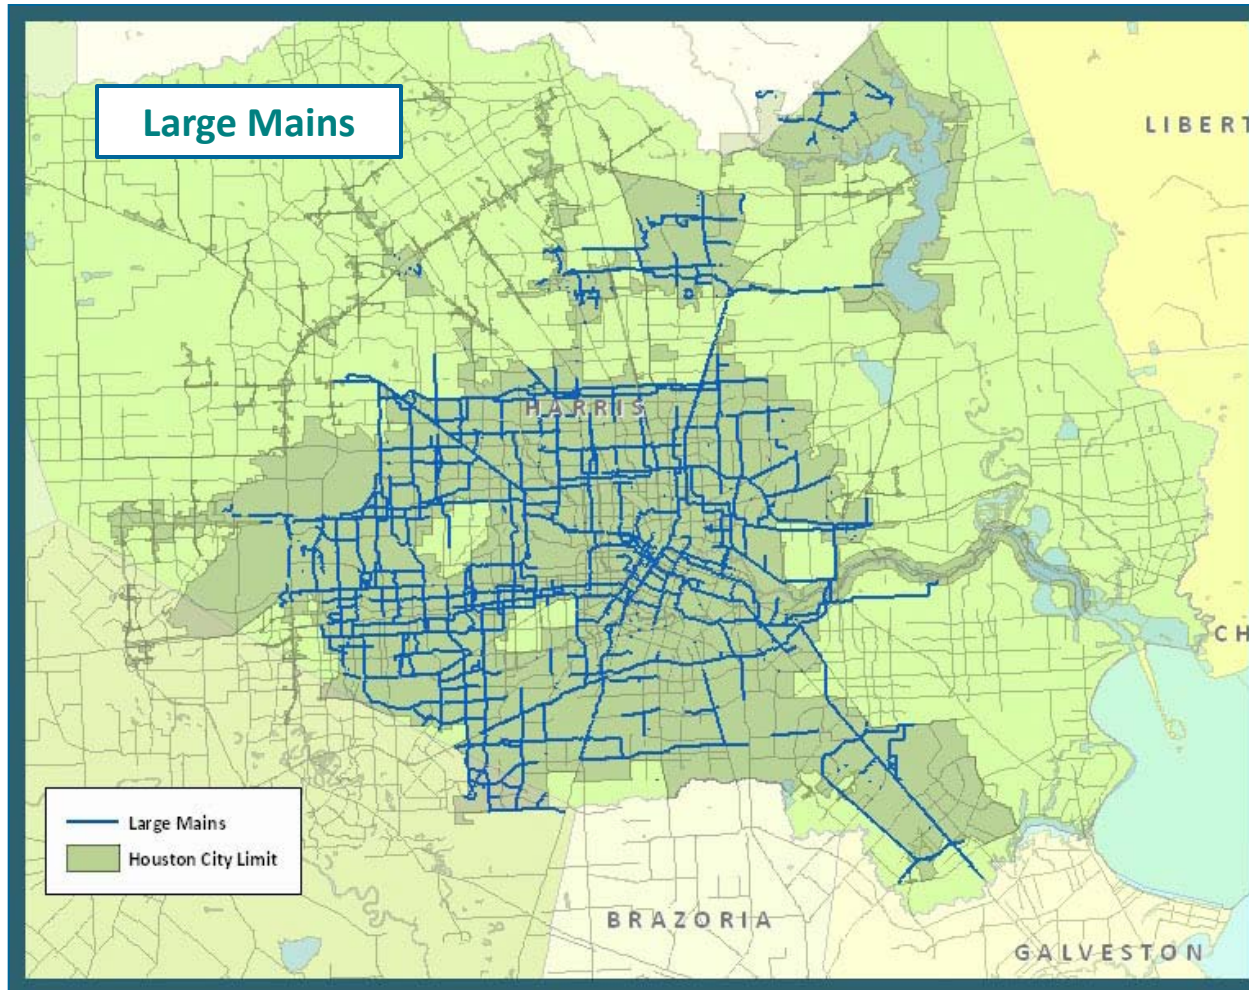 Large Mains
LIBERT
HARRIS
CH
Large Mains
Houston City Limit
BRAZORIA
GALVESTON